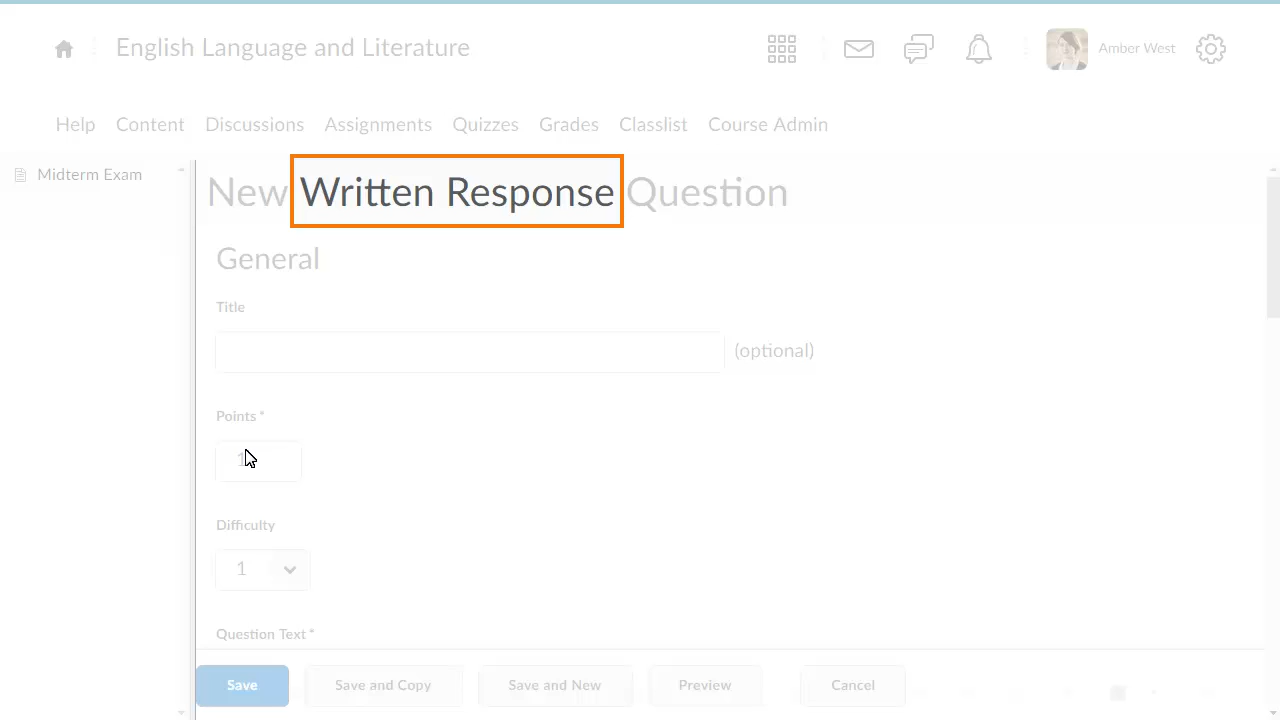 English Language and Literature
Amber West
Help Content Discussions Assignments Quizzes Grades Classlist Course Admin
Midterm Exam
New Written Response Question
General
Title
(optional)
Points *
1
Difficulty
1
Question Text *
Save Save and Copy Save and New Preview Cancel